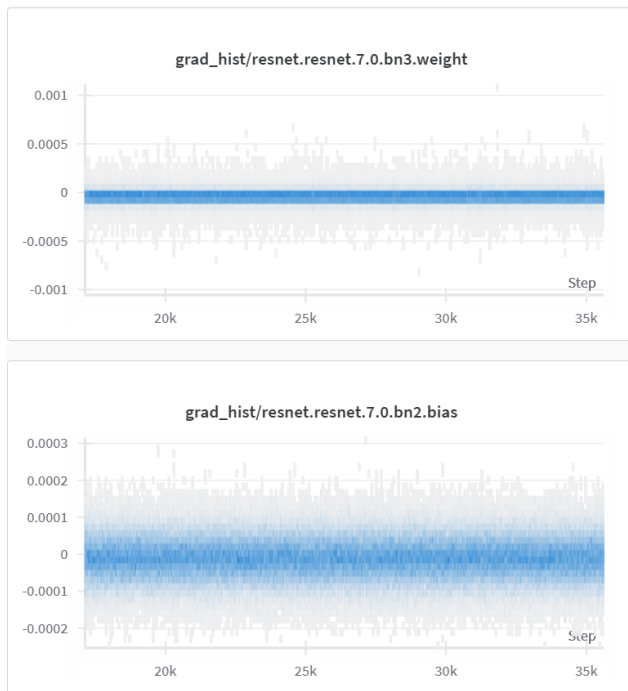 grad_hist/resnet.resnet.7.0.bn3.weight
0.001
0.0005
0
-0.0005
-0.001
Step
20k 25k 30k 35k
grad_hist/resnet.resnet.7.0.bn2.bias
0.0003
0.0002
0.0001
0
-0.0001
-0.0002
Step
20k 25k 30k 35k